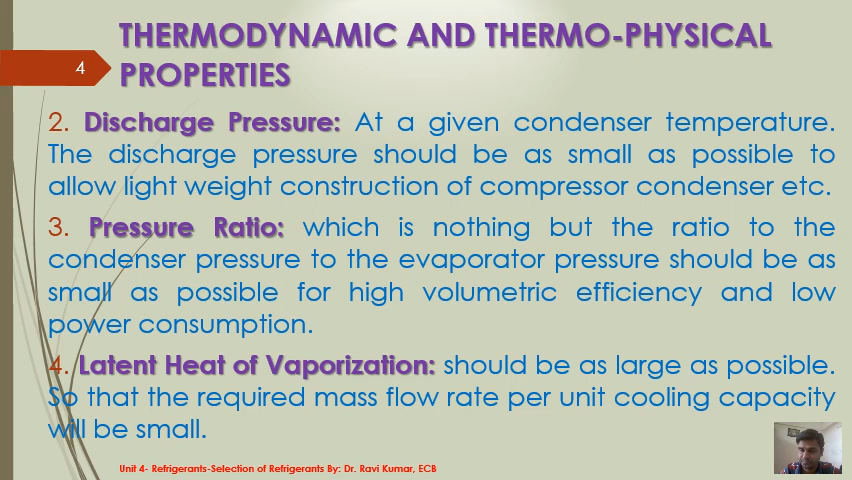 THERMODYNAMIC AND THERMO-PHYSICAL
PROPERTIES
4
2. Discharge Pressure: At a given condenser temperature.
The discharge pressure should be as small as possible to
allow light weight construction of compressor condenser etc.
3. Pressure Ratio: which is nothing but the ratio to the
condenser pressure to the evaporator pressure should be as
small as possible for high volumetric efficiency and low
power consumption.
4. Latent Heat of Vaporization: should be as large as possible.
So that the required mass flow rate per unit cooling capacity
will be small.
Unit 4- Refrigerants-Selection of Refrigerants By: Dr. Ravi Kumar, ECB